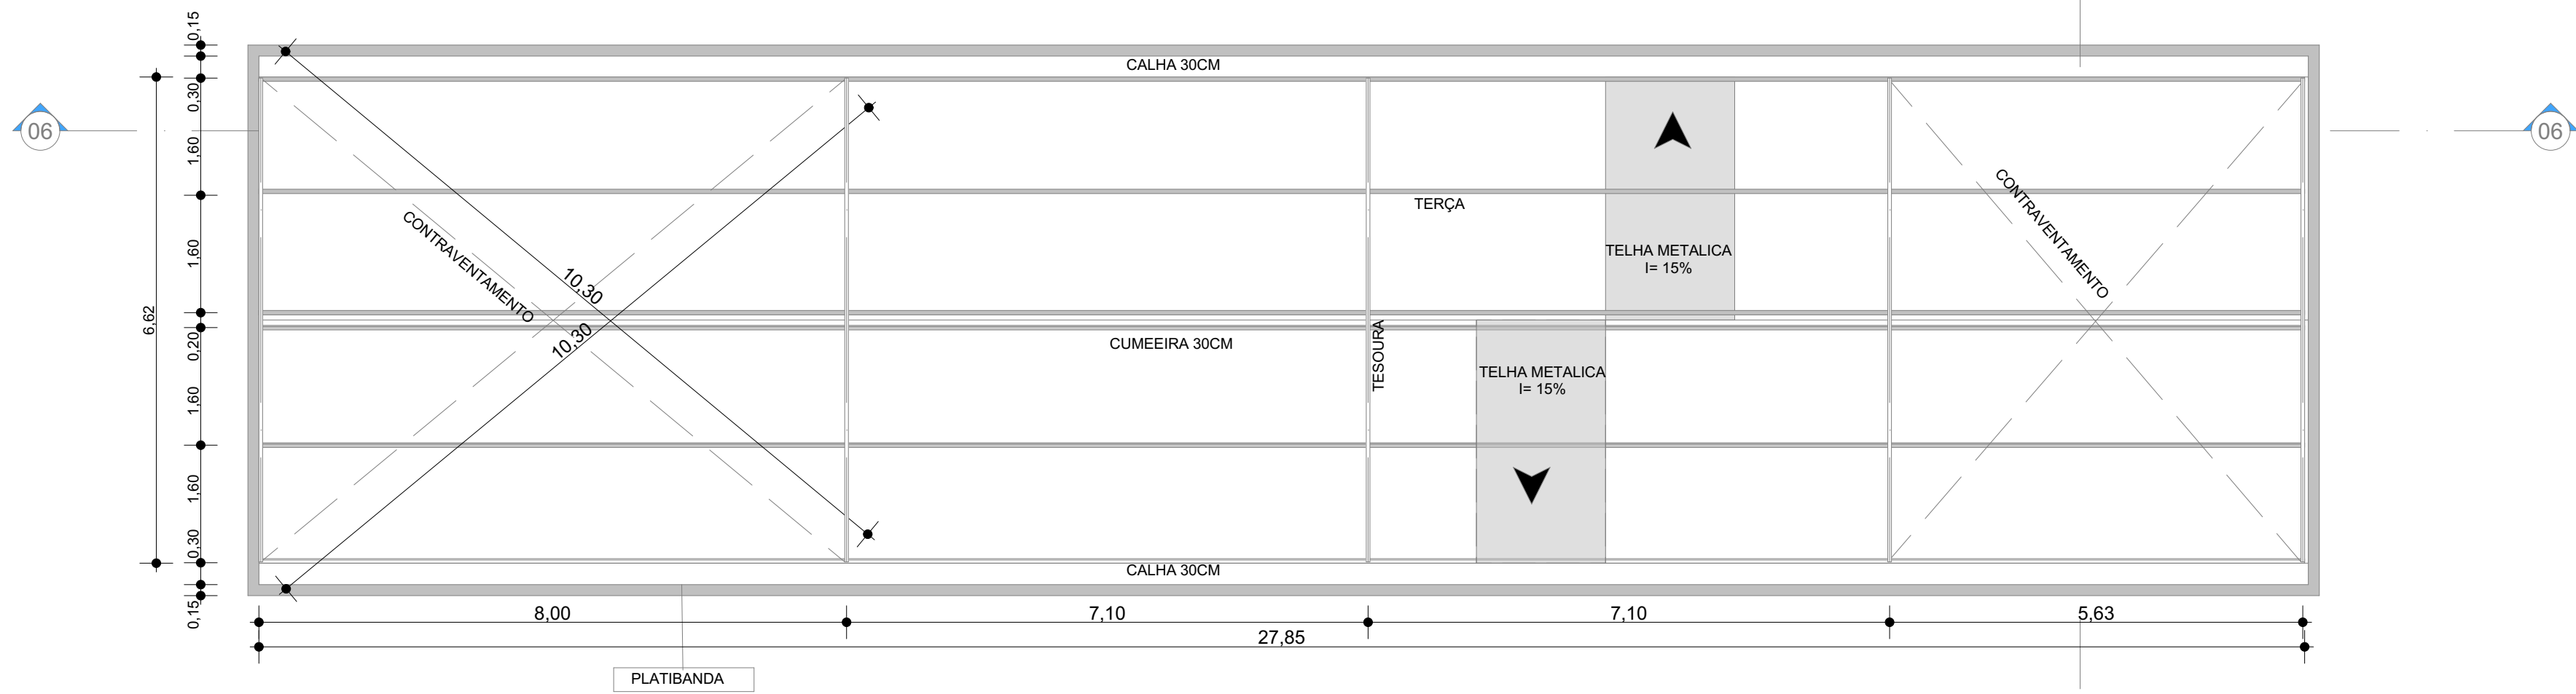 0,15
CALHA 30CM
0,30
06
06
1,60
CONTRAVENTAMENTO
TERÇA
CONTRAVENTAMENTO
1,60
TELHA METALICA
I= 15%
10,30
6,62
10,30
0,20
CUMEEIRA 30CM
TESOURA
TELHA METALICA
I= 15%
1,60
1,60
0,30
CALHA 30CM
0,15
8,00
7,10
7,10
5,63
27,85
PLATIBANDA